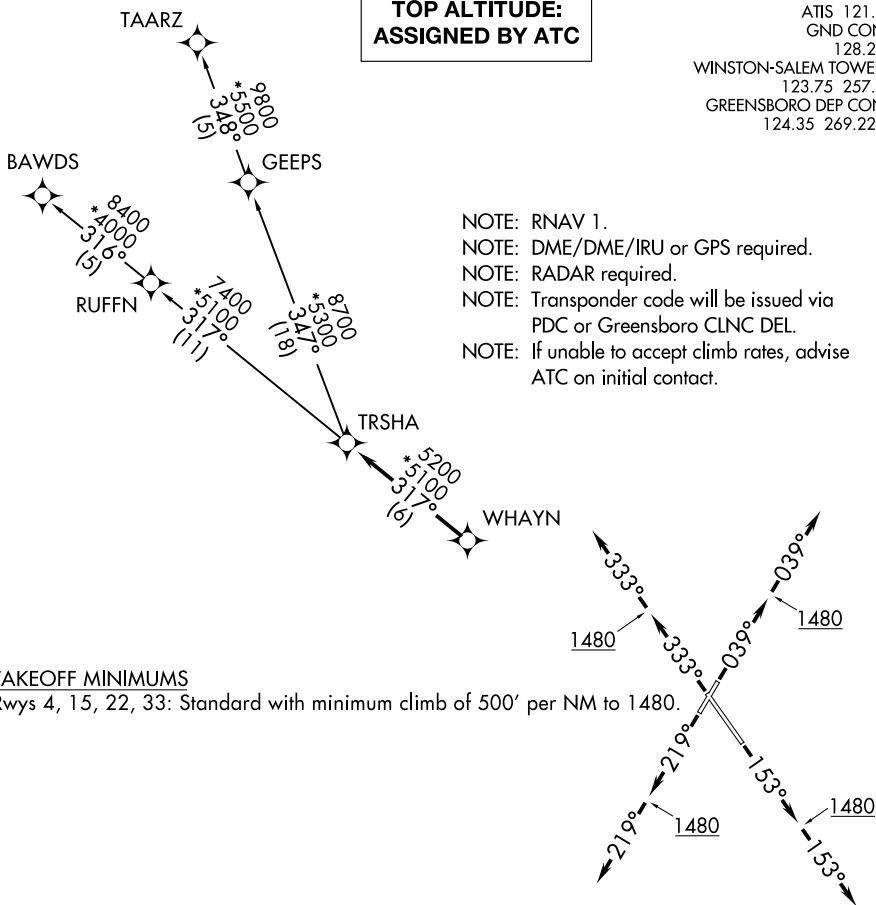 TOP ALTITUDE:
ASSIGNED BY ATC
ATIS 121.
GND CON
128.2
WINSTON-SALEM TOWE
123.75 257.
GREENSBORO DEP CON
124.35 269.22
TAARZ
9800
*5500
348°
(5)
GEEPS
BAWDS
8400
*4000
316°
(5)
RUFFN
7400
*5100
317°
(11)
8700
*5300
347°
(18)
TRSHA
5200
*5100
317°
(6)
WHAYN
NOTE: RNAV 1.
NOTE: DME/DME/IRU or GPS required.
NOTE: RADAR required.
NOTE: Transponder code will be issued via
PDC or Greensboro CLNC DEL.
NOTE: If unable to accept climb rates, advise
ATC on initial contact.
333°
039°
1480
1480
333°
039°
TAKEOFF MINIMUMS
Rwys 4, 15, 22, 33: Standard with minimum climb of 500' per NM to 1480.
219°
153°
1480
1480
219°
153°